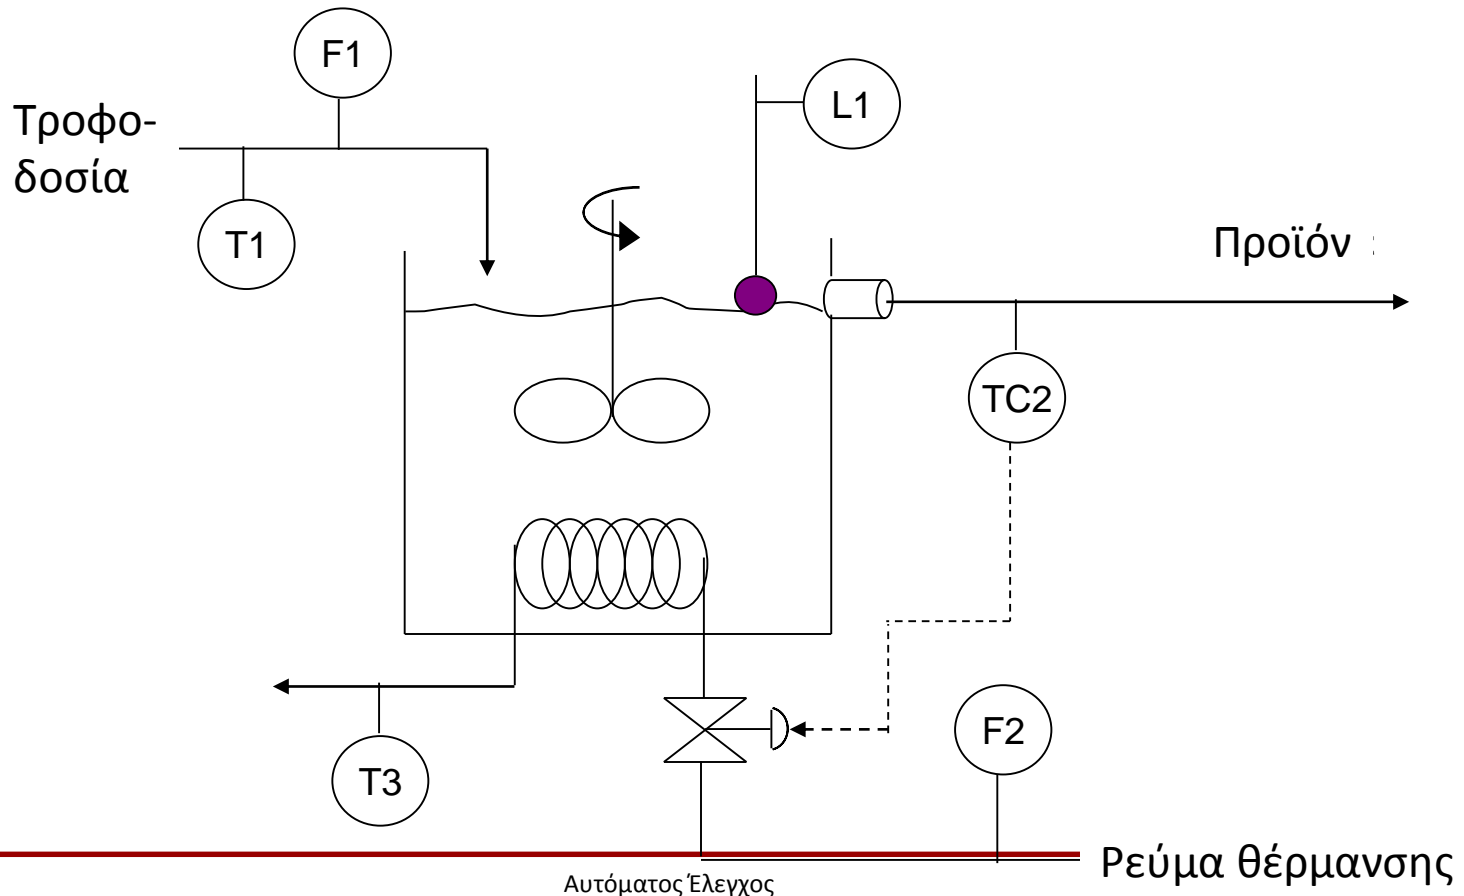 F1
L1
Τροφο-
δοσία
T1
Προϊόν :
TC2
F2
T3
Ρεύμα θέρμανσης
Αυτόματος Έλεγχος